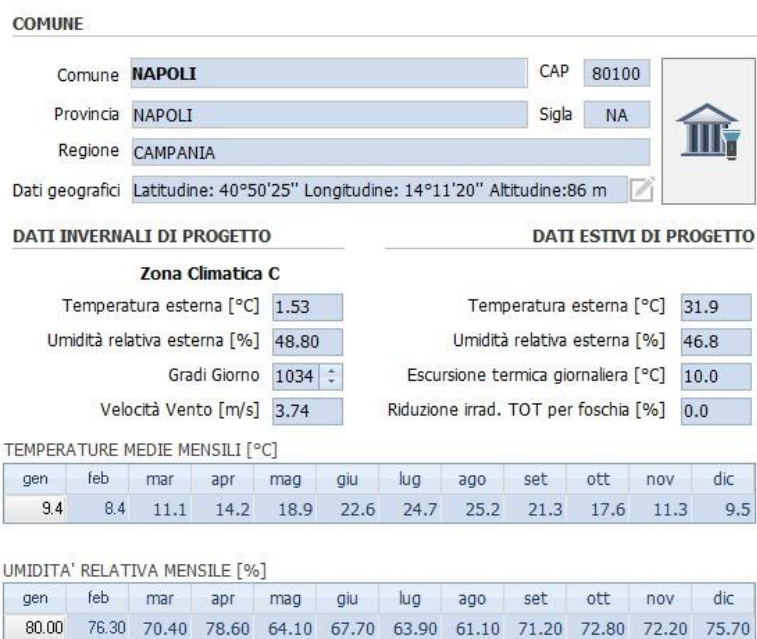 COMUNE
Comune NAPOLI CAP 80100
Provincia NAPOLI Sigla NA
Regione CAMPANIA
Dati geografici Latitudine: 40°50'25'' Longitudine: 14°11'20'' Altitudine:86 m
DATI INVERNALI DI PROGETTO DATI ESTIVI DI PROGETTO
Zona Climatica C
Temperatura esterna [°C] 1.53 Temperatura esterna [°C] 31.9
Umidità relativa esterna [%] 48.80 Umidità relativa esterna [%] 46.8
Gradi Giorno 1034 Escursione termica giornaliera [°C] 10.0
Velocità Vento [m/s] 3.74 Riduzione irrad. TOT per foschia [%] 0.0
TEMPERATURE MEDIE MENSILI [°C]
gen feb mar apr mag giu lug ago set ott nov dic
9.4 8.4 11.1 14.2 18.9 22.6 24.7 25.2 21.3 17.6 11.3 9.5
UMIDITA' RELATIVA MENSILE [%]
gen feb mar apr mag giu lug ago set ott nov dic
80.00 76.30 70.40 78.60 64.10 67.70 63.90 61.10 71.20 72.80 72.20 75.70